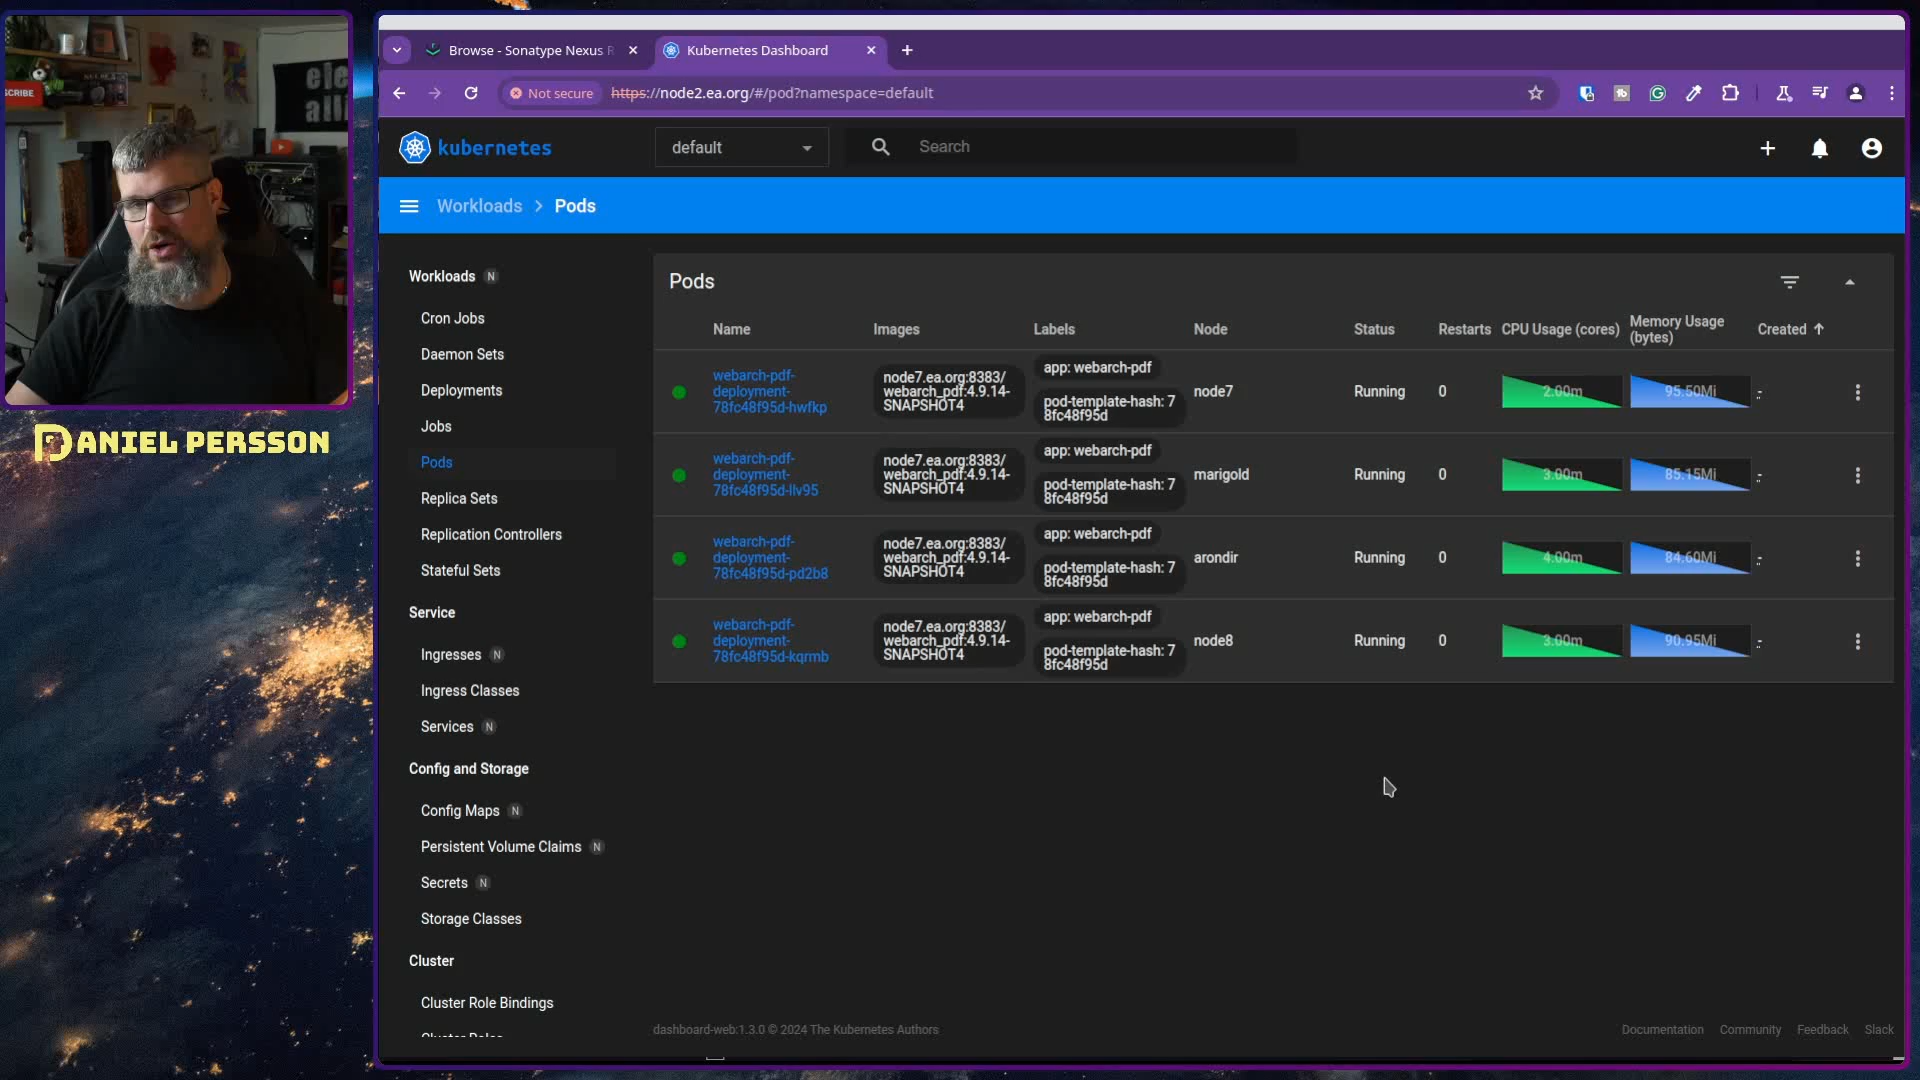 SCRIBE
DANIEL PERSSON
Browse - Sonatype Nexus R
Kubernetes Dashboard
Not secure
https://node2.ea.org/#/pod?namespace=default
kubernetes
default
Search
Workloads > Pods
Workloads N
Cron Jobs
Daemon Sets
Deployments
Jobs
Pods
Replica Sets
Replication Controllers
Stateful Sets
Service
Ingresses N
Ingress Classes
Services N
Config and Storage
Config Maps N
Persistent Volume Claims N
Secrets N
Storage Classes
Cluster
Cluster Role Bindings
Cluster Roles
Pods
Name Images Labels Node Status Restarts CPU Usage (cores) Memory Usage (bytes) Created
webarch-pdf-deployment-78fc48f95d-hwfkp node7.ea.org:8383/webarch_pdf:4.9.14-SNAPSHOT4 app: webarch-pdf pod-template-hash: 78fc48f95d node7 Running 0 2.00m 95.50Mi
webarch-pdf-deployment-78fc48f95d-llv95 node7.ea.org:8383/webarch_pdf:4.9.14-SNAPSHOT4 app: webarch-pdf pod-template-hash: 78fc48f95d marigold Running 0 3.00m 85.15Mi
webarch-pdf-deployment-78fc48f95d-pd2b8 node7.ea.org:8383/webarch_pdf:4.9.14-SNAPSHOT4 app: webarch-pdf pod-template-hash: 78fc48f95d arondir Running 0 4.00m 84.60Mi
webarch-pdf-deployment-78fc48f95d-kqrmb node7.ea.org:8383/webarch_pdf:4.9.14-SNAPSHOT4 app: webarch-pdf pod-template-hash: 78fc48f95d node8 Running 0 3.00m 90.95Mi
dashboard-web:1.3.0 © 2024 The Kubernetes Authors
Documentation Community Feedback Slack